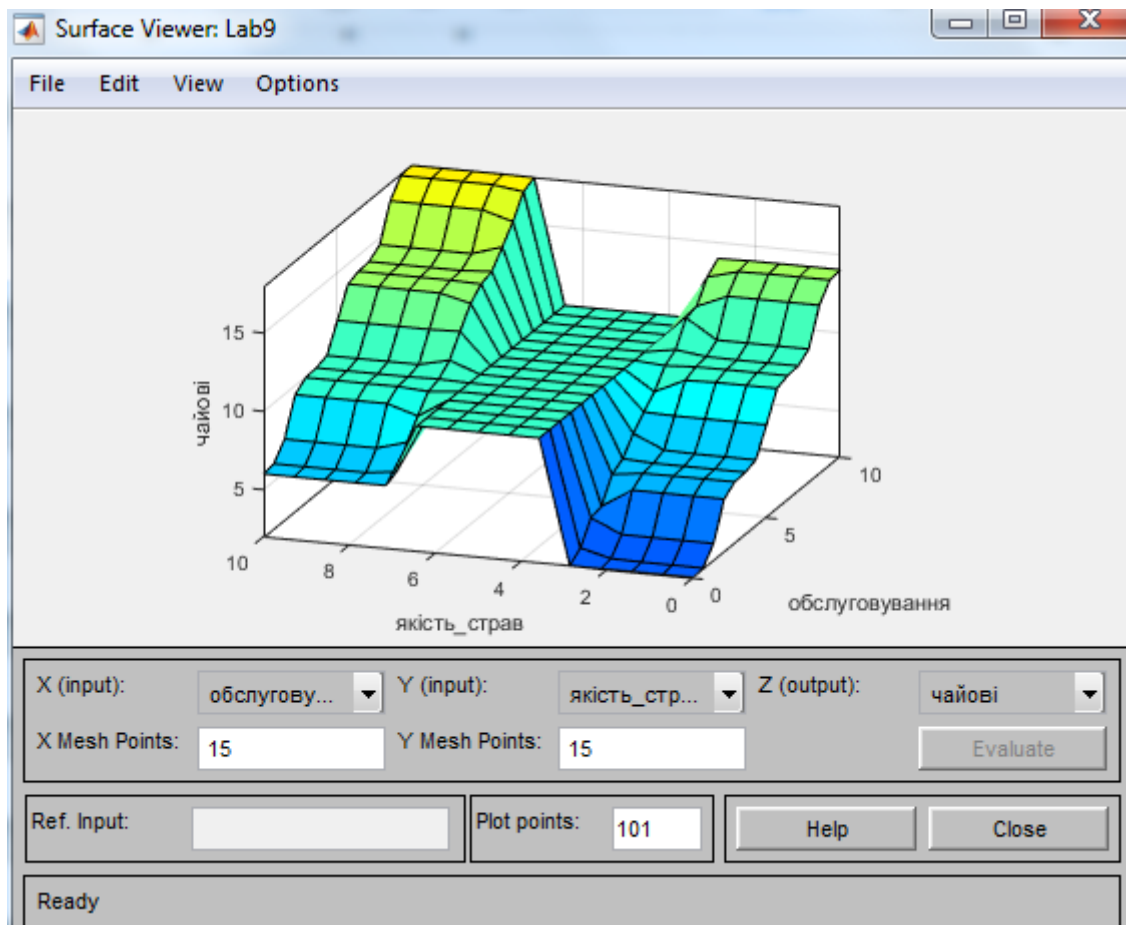 Surface Viewer: Lab9
File Edit View Options
15
10
5
чайові
10
8
6
4
2
0
якість_страв
0
5
10
обслуговування
X (input): обслугову... Y (input): якість_стр... Z (output): чайові
X Mesh Points: 15 Y Mesh Points: 15 Evaluate
Ref. Input: Plot points: 101 Help Close
Ready